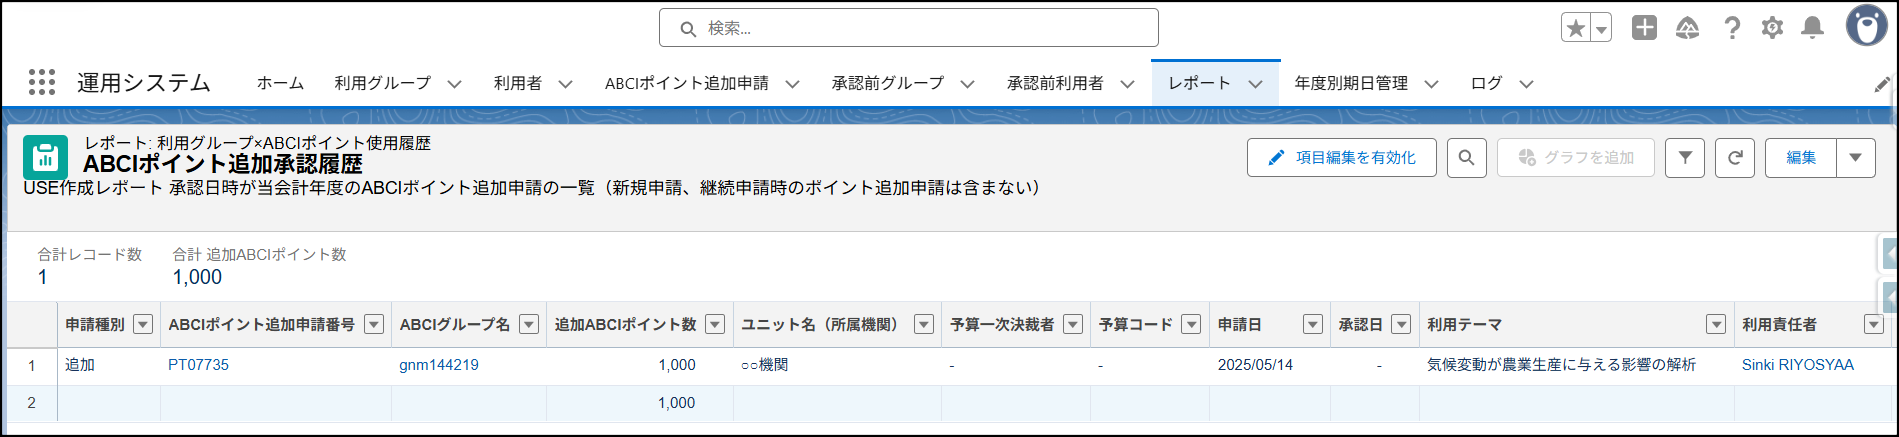 検索...
運用システム ホーム 利用グループ 利用者 ABCIポイント追加申請 承認前グループ 承認前利用者 レポート 年度別期日管理 ログ
レポート: 利用グループ×ABCIポイント使用履歴
ABCIポイント追加承認履歴
USE作成レポート 承認日時が当会計年度のABCIポイント追加申請の一覧（新規申請、継続申請時のポイント追加申請は含まない）
項目編集を有効化 グラフを追加 編集
合計レコード数 合計 追加ABCIポイント数
1 1,000
申請種別 ABCIポイント追加申請番号 ABCIグループ名 追加ABCIポイント数 ユニット名（所属機関） 予算一次決裁者 予算コード 申請日 承認日 利用テーマ 利用責任者
1 追加 PT07735 gnm144219 1,000 ○○機関 - - 2025/05/14 - 気候変動が農業生産に与える影響の解析 Sinki RIYOSYAA
2 1,000